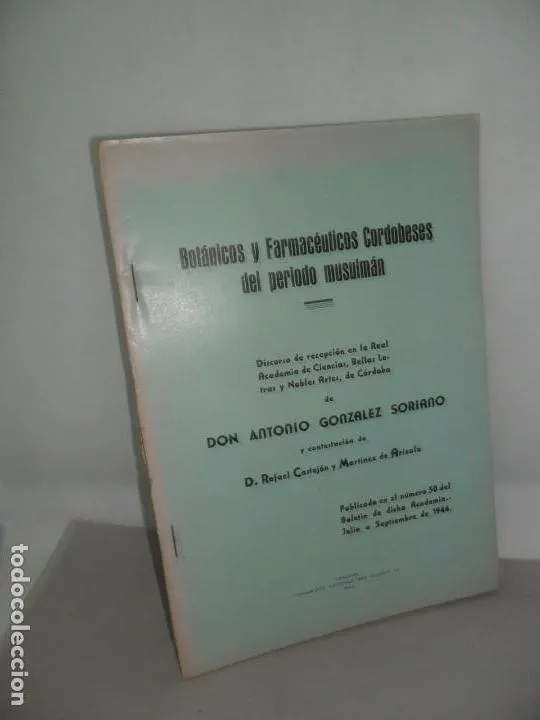 Botánicos y Farmacéuticos Cordobeses
del periodo musulmán
Discurso de recepción en la Real
Academia de Ciencias, Bellas Le-
tras y Nobles Artes, de Córdoba
de
DON ANTONIO GONZALEZ SORIANO
y contestación de
D. Rafael Castejón y Martínez de Arizala
Publicado en el número 50 del
Boletín de dicha Academia.-
Julio a Septiembre de 1944.
todocoleccion